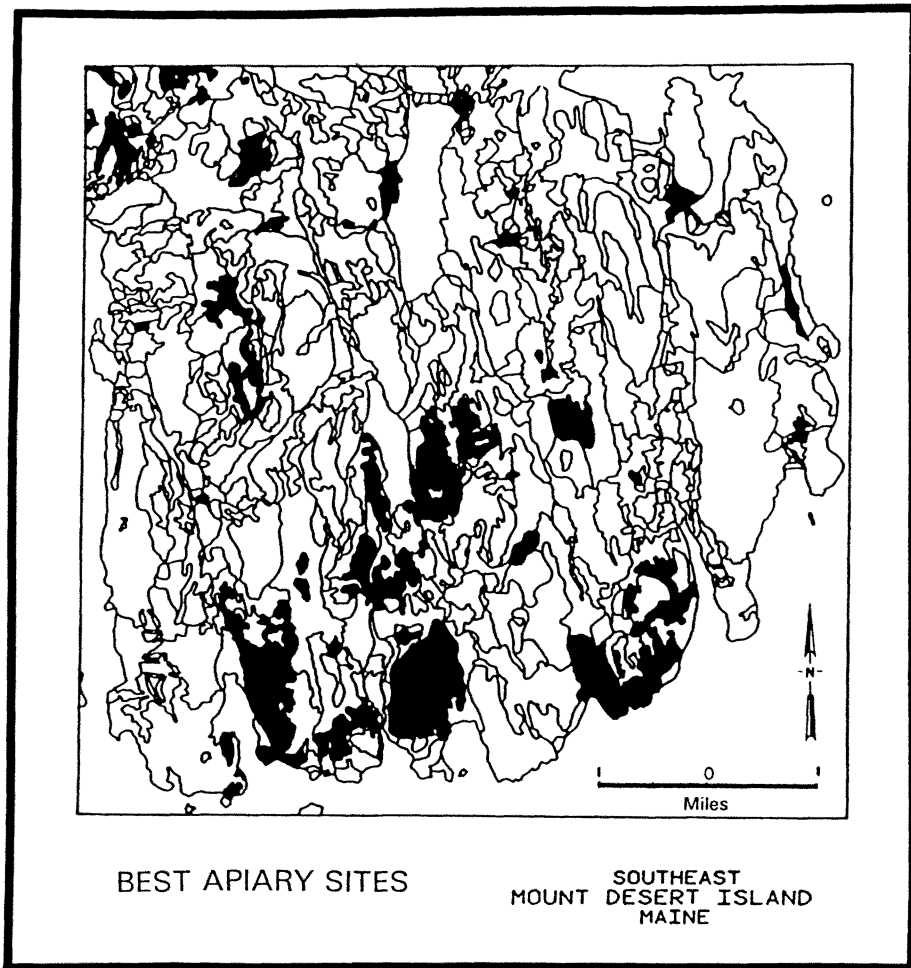 -N-
I 0 I
Miles
BEST APIARY SITES
SOUTHEAST
MOUNT DESERT ISLAND
MAINE